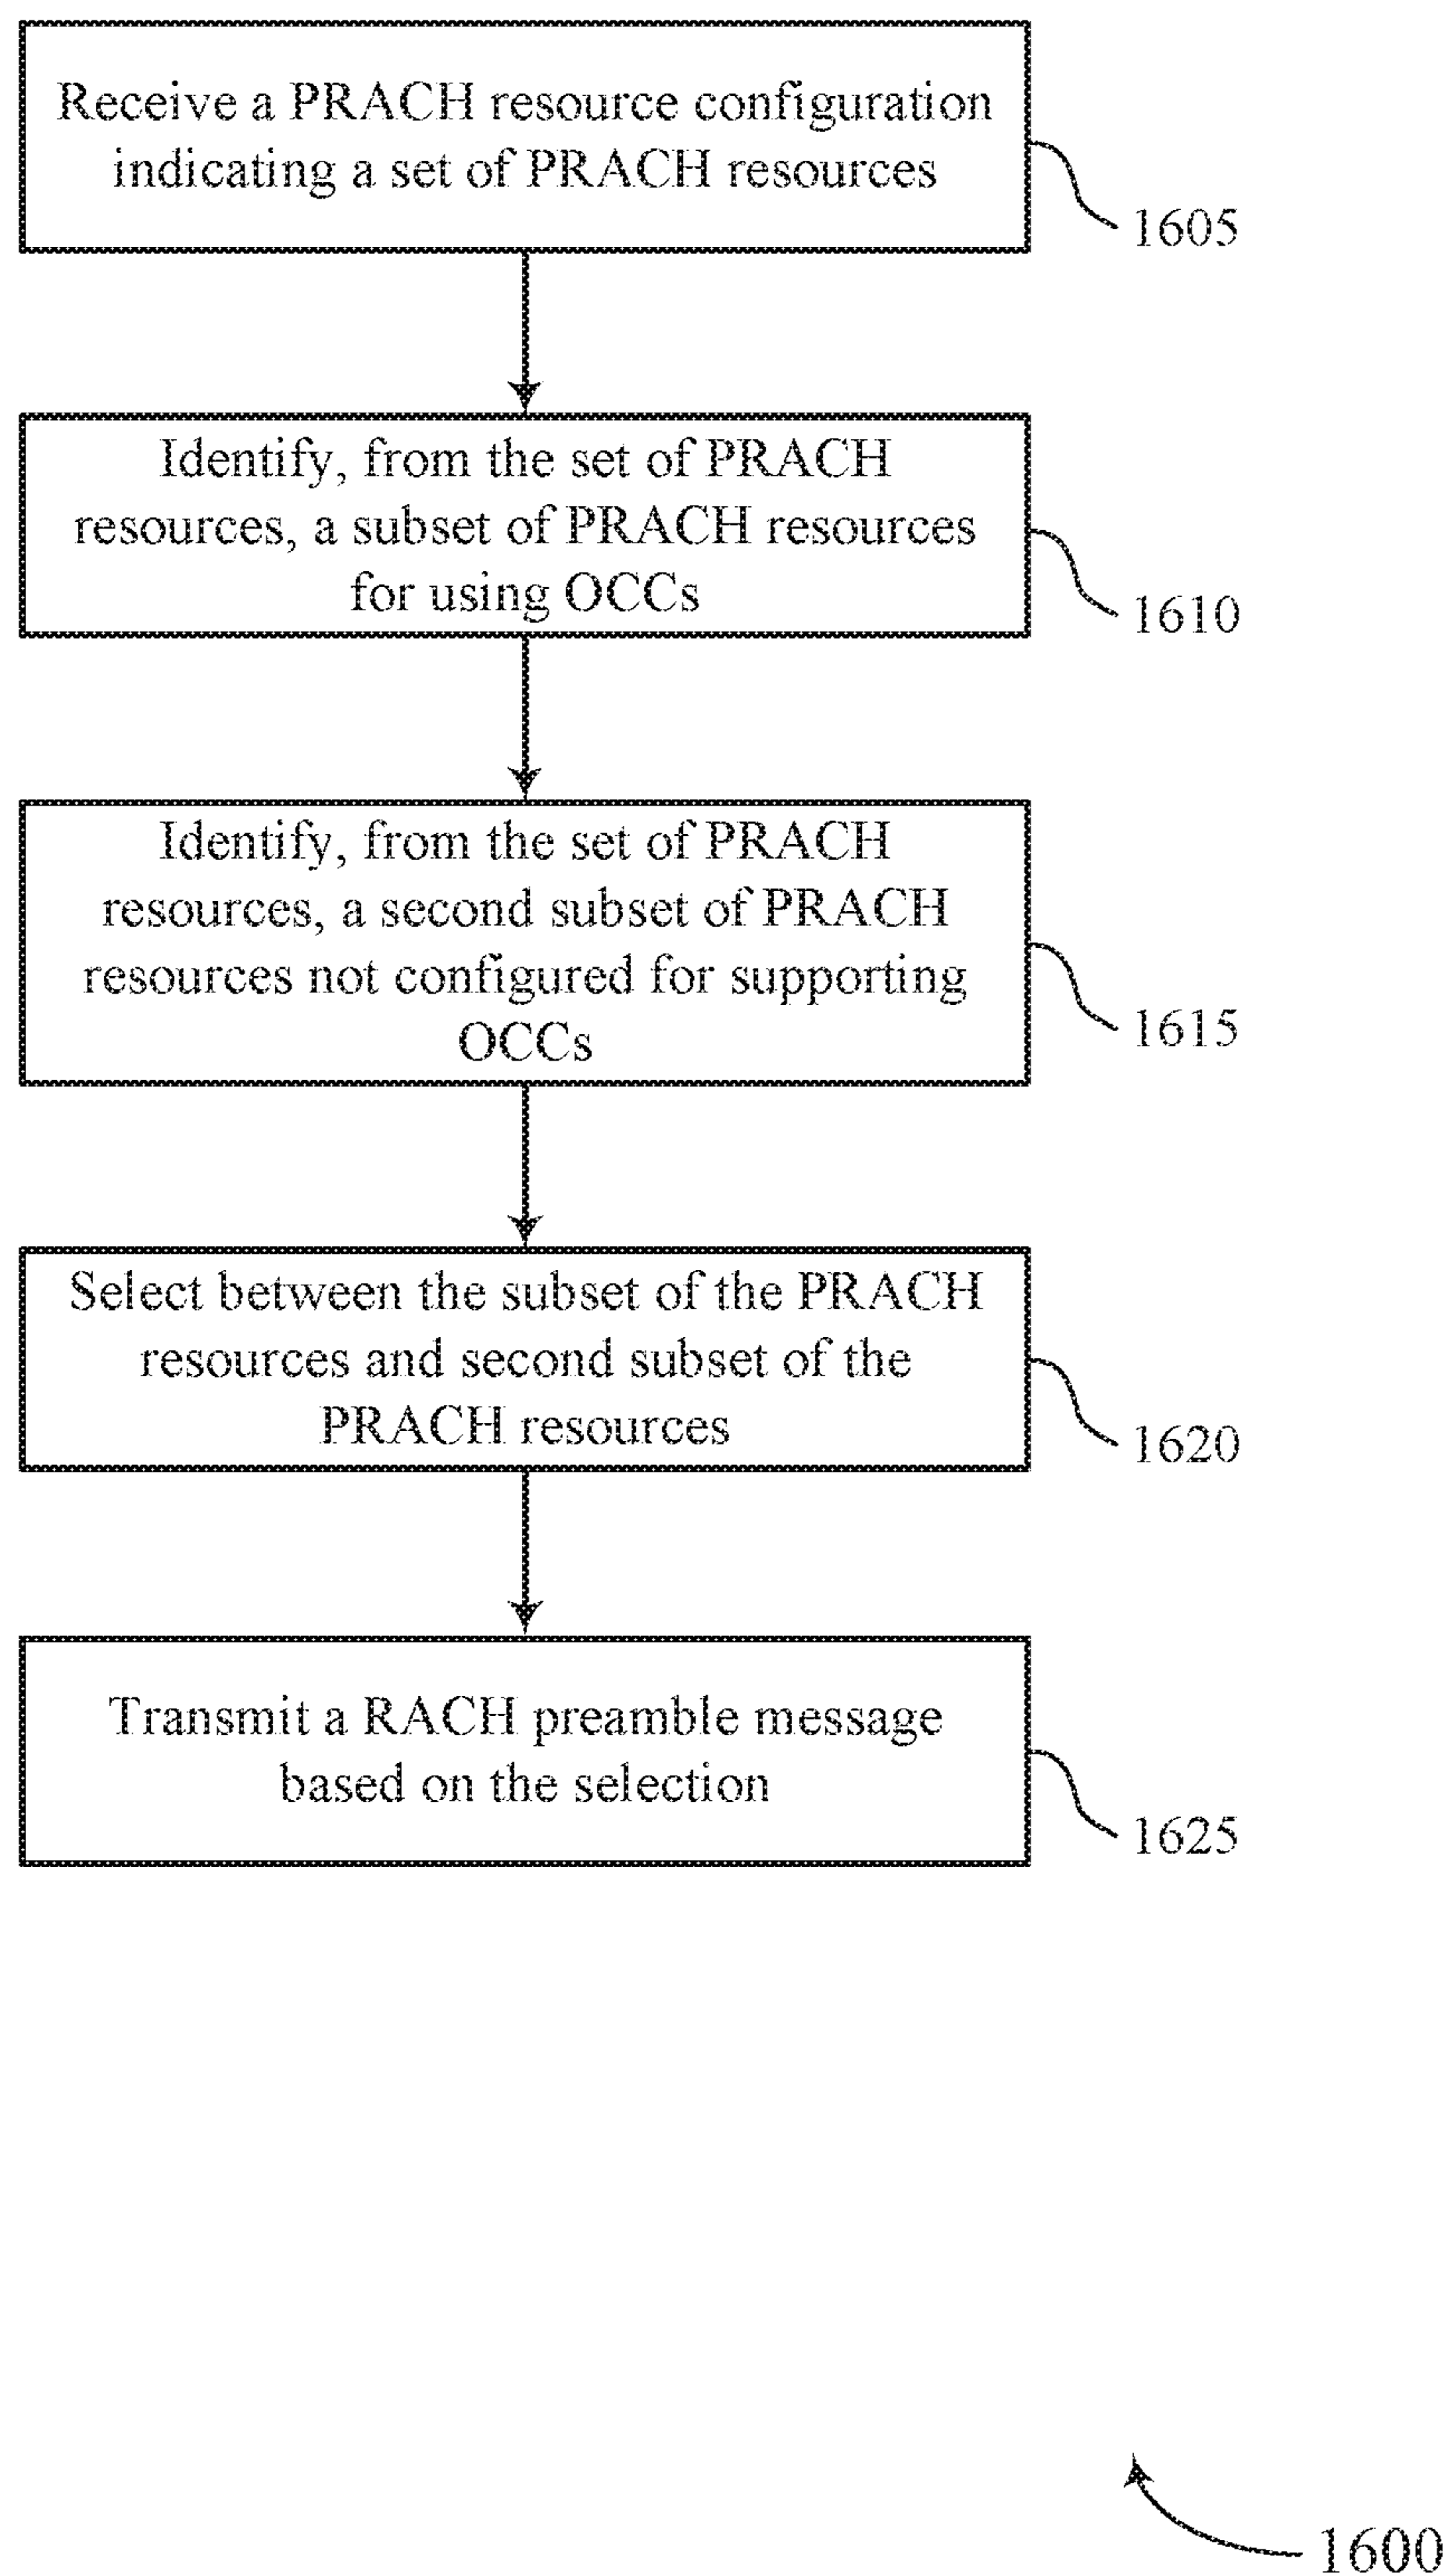 Receive a PRACH resource configuration
indicating a set of PRACH resources
1605
Identify, from the set of PRACH
resources, a subset of PRACH resources
for using OCCs
1610
Identify, from the set of PRACH
resources, a second subset of PRACH
resources not configured for supporting
OCCs
1615
Select between the subset of the PRACH
resources and second subset of the
PRACH resources
1620
Transmit a RACH preamble message
based on the selection
1625
1600